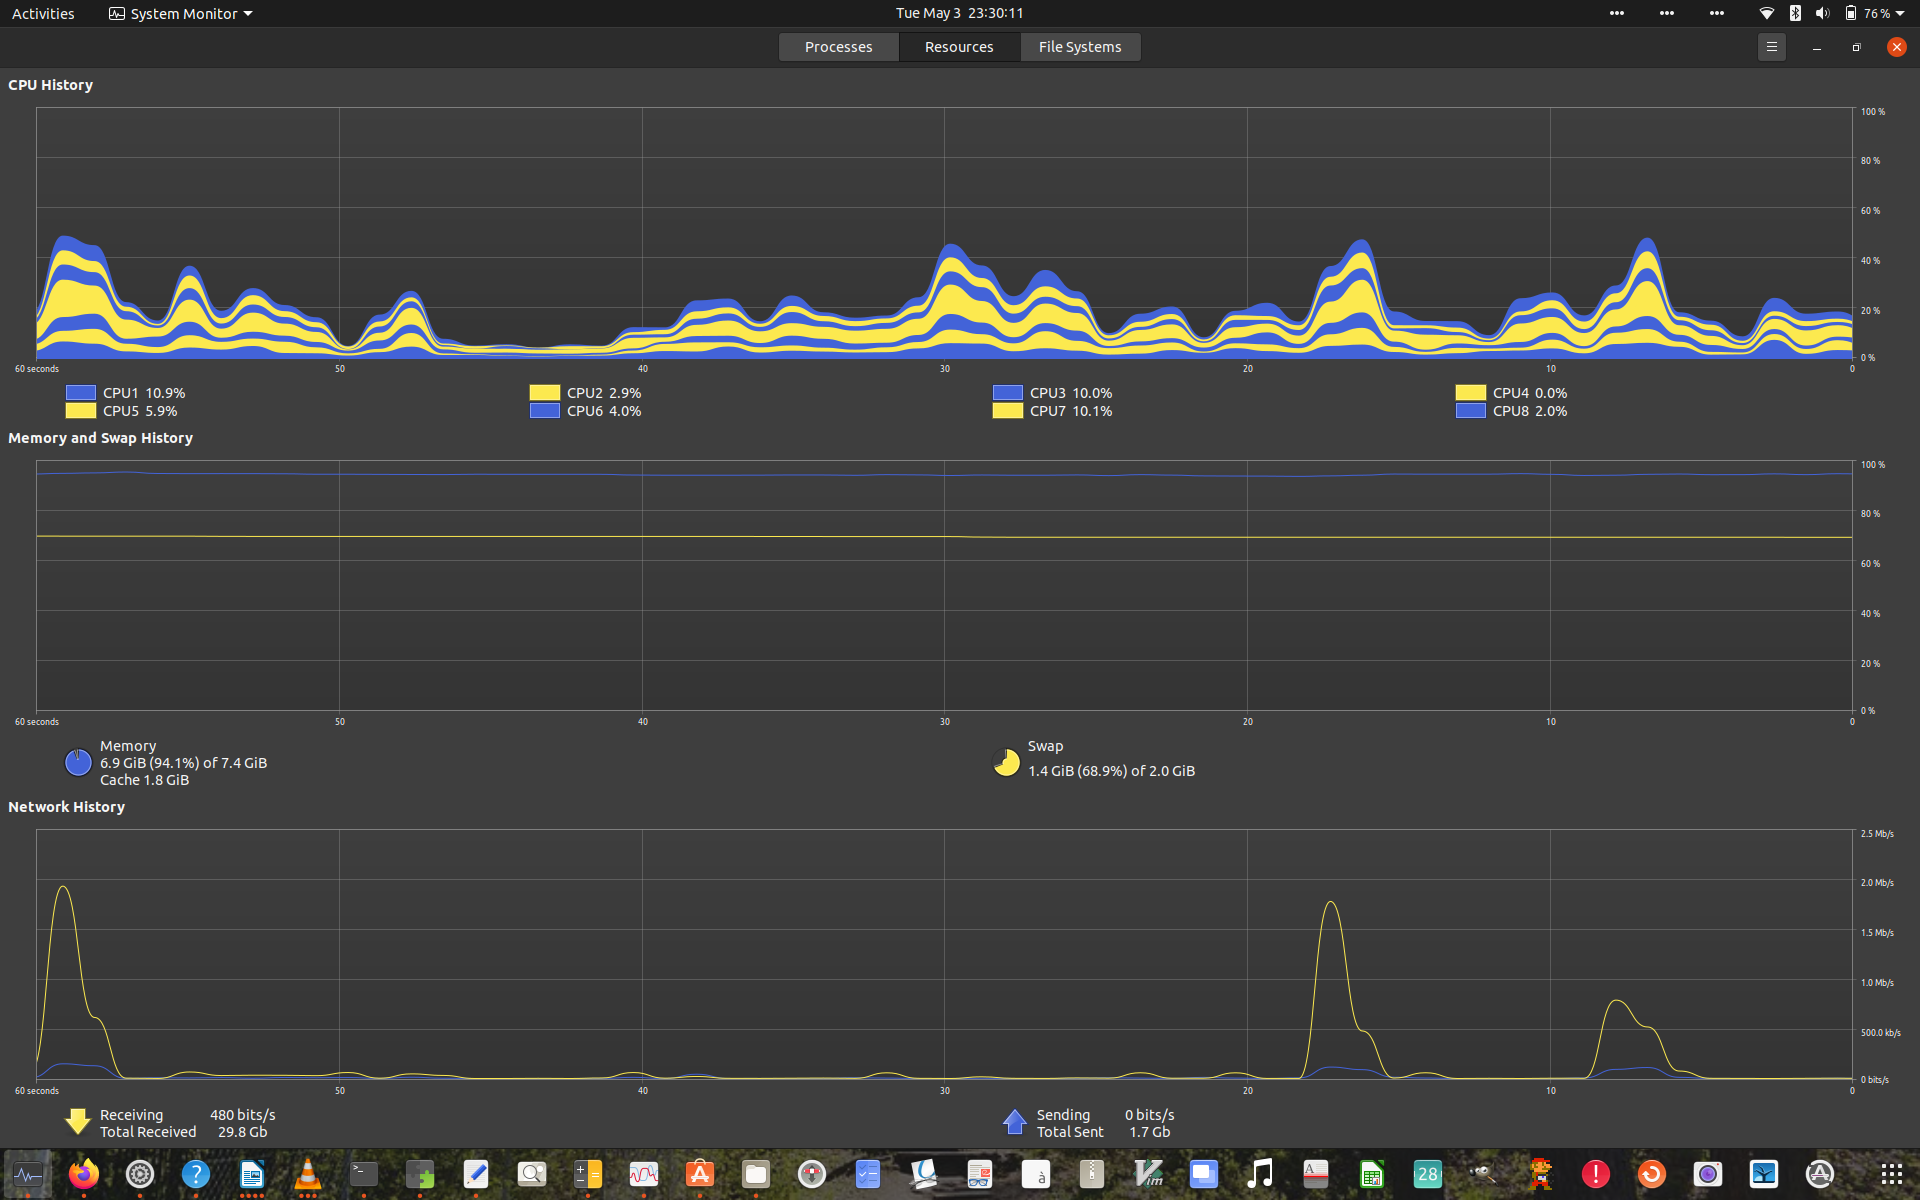 Activities System Monitor Tue May 3 23:30:11 76 %
Processes Resources File Systems
CPU History
100 %
80 %
60 %
40 %
20 %
0 %
60 seconds 50 40 30 20 10 0
CPU1 10.9% CPU2 2.9% CPU3 10.0% CPU4 0.0%
CPU5 5.9% CPU6 4.0% CPU7 10.1% CPU8 2.0%
Memory and Swap History
100 %
80 %
60 %
40 %
20 %
0 %
60 seconds 50 40 30 20 10 0
Memory Swap
6.9 GiB (94.1%) of 7.4 GiB 1.4 GiB (68.9%) of 2.0 GiB
Cache 1.8 GiB
Network History
2.5 Mb/s
2.0 Mb/s
1.5 Mb/s
1.0 Mb/s
500.0 kb/s
0 bits/s
60 seconds 50 40 30 20 10 0
Receiving 480 bits/s Sending 0 bits/s
Total Received 29.8 Gb Total Sent 1.7 Gb
>_ ? à Vim A 28 !